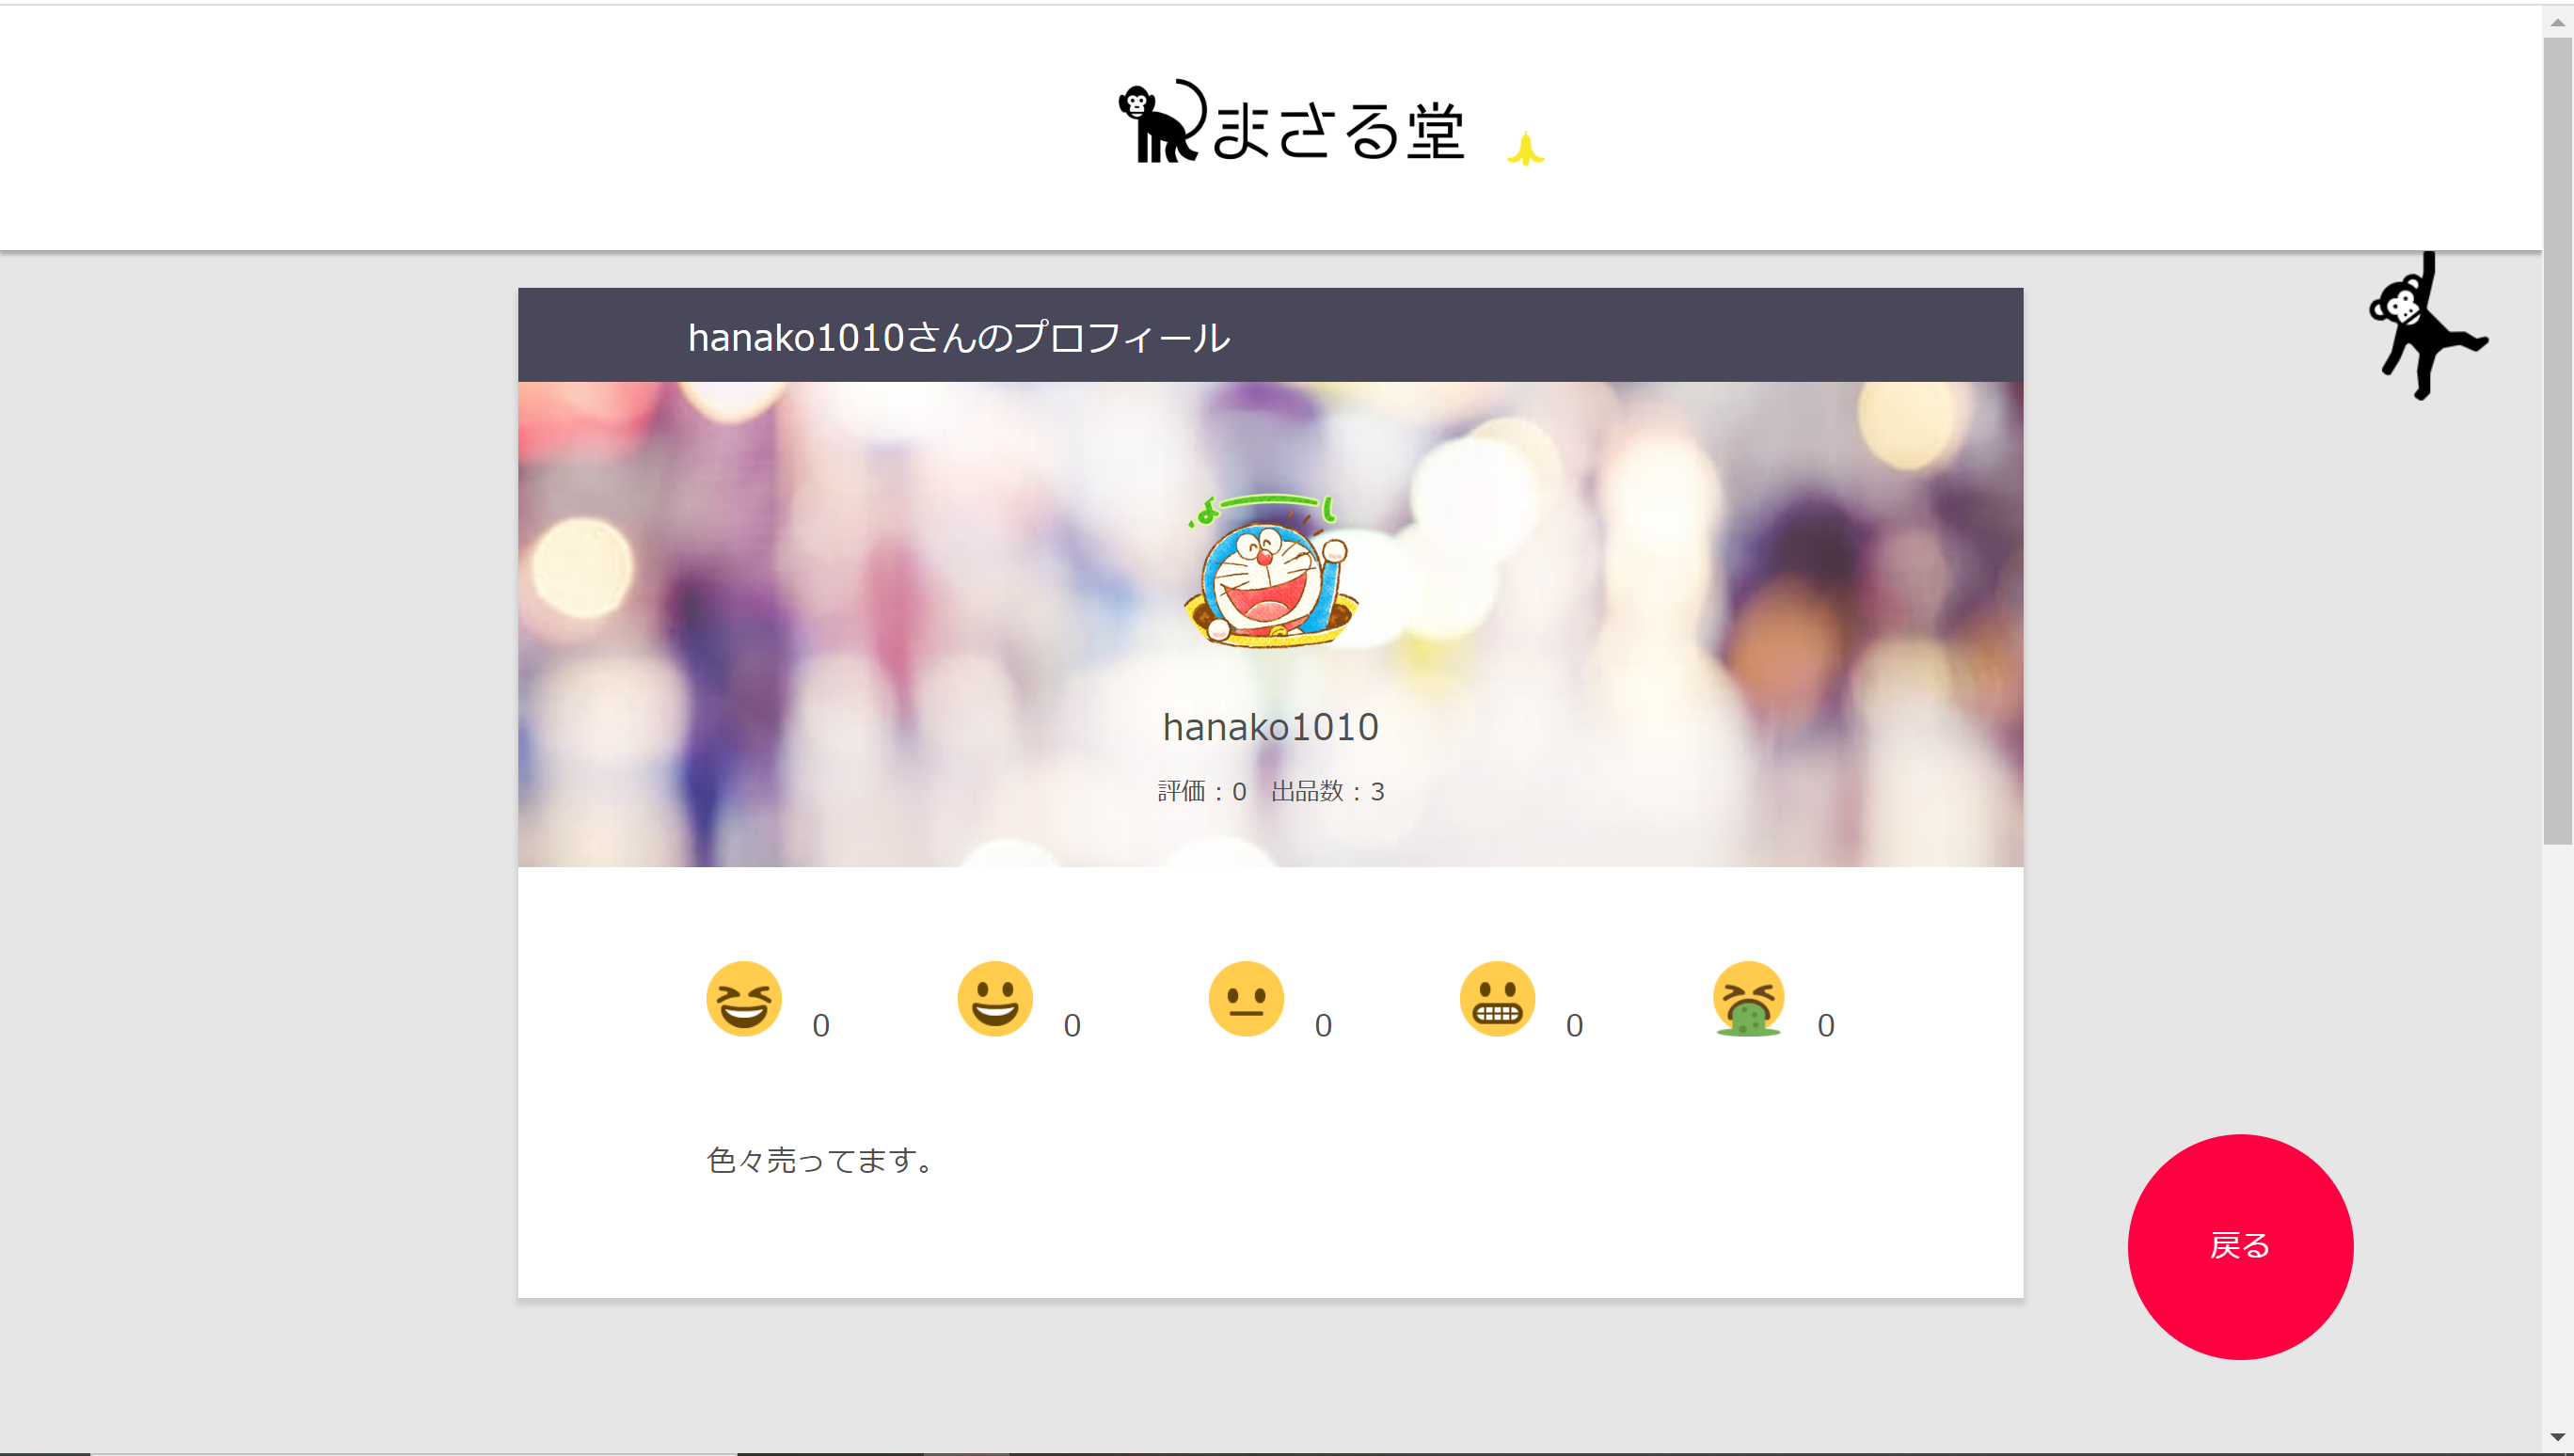 まさる堂
hanako1010さんのプロフィール
よーし
hanako1010
評価：0　出品数：3
0 0 0 0 0
色々売ってます。
戻る